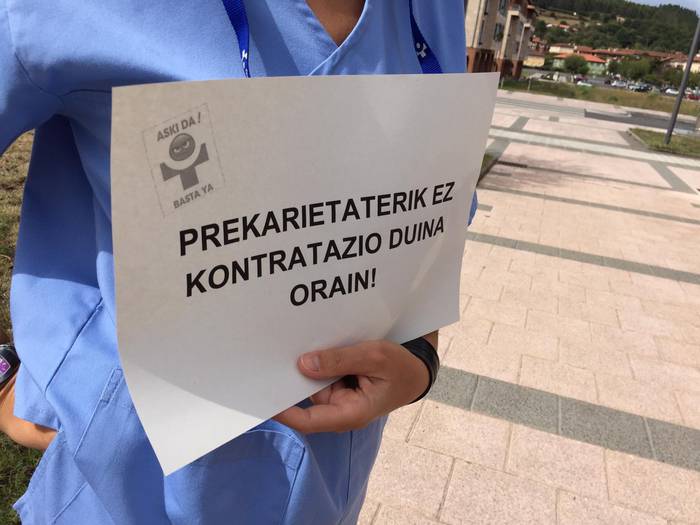 ASKI DA!
BASTA YA
PREKARIETATERIK EZ
KONTRATAZIO DUINA
ORAIN!